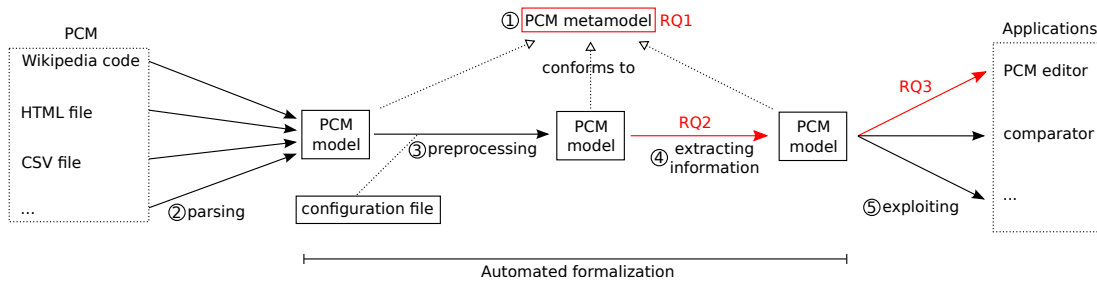 ① PCM metamodel RQ1
PCM
Wikipedia code
HTML file
CSV file
...
② parsing
conforms to
PCM
model
③ preprocessing
configuration file
PCM
model
RQ2
④ extracting
information
PCM
model
RQ3
⑤ exploiting
Applications
PCM editor
comparator
...
Automated formalization